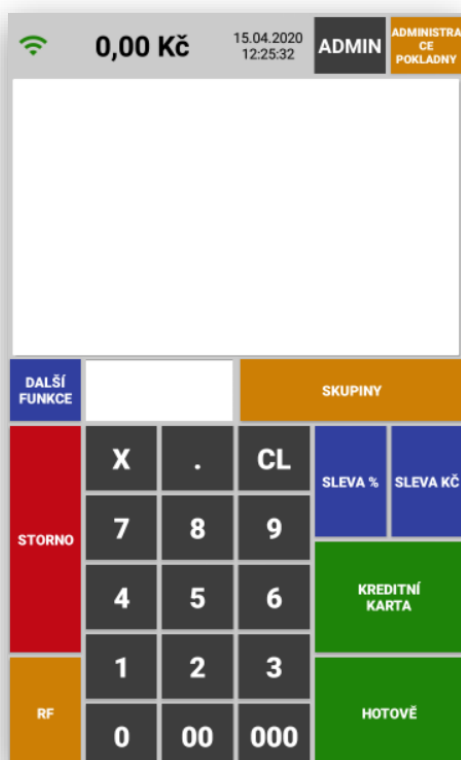 0,00 Kč
15.04.2020
12:25:32
ADMIN
ADMINISTRA
CE
POKLADNY
DALŠÍ
FUNKCE
SKUPINY
X . CL
SLEVA % SLEVA KČ
STORNO
7 8 9
4 5 6
KREDITNÍ
KARTA
1 2 3
RF
HOTOVĚ
0 00 000